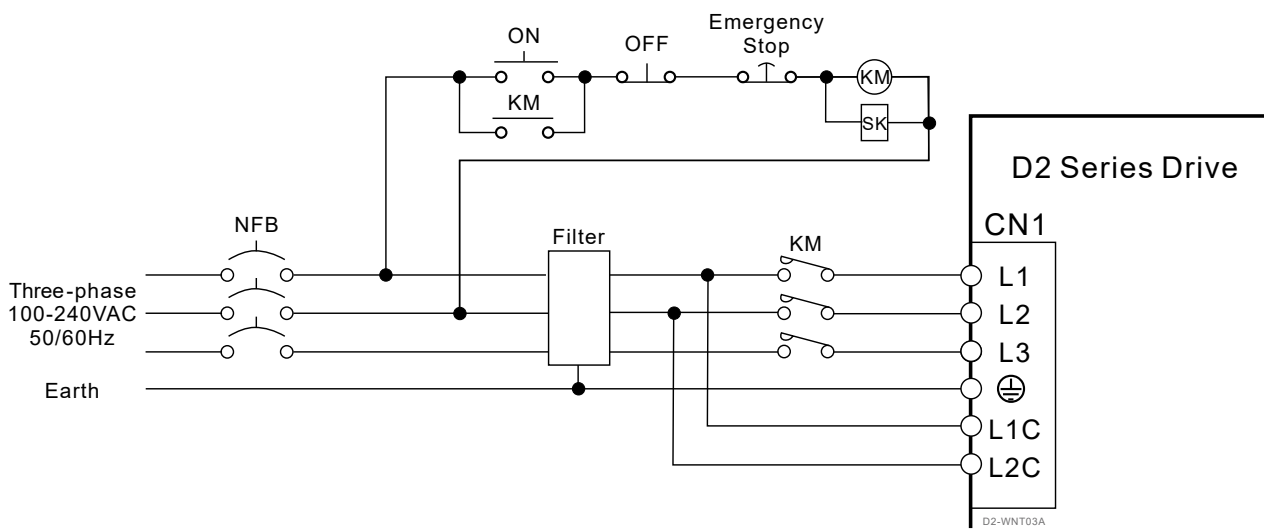 Emergency
Stop
ON
OFF
KM
KM
SK
D2 Series Drive
CN1
NFB
Filter
KM
Three-phase
100-240VAC
50/60Hz
Earth
L1
L2
L3
L1C
L2C
D2-WNT03A